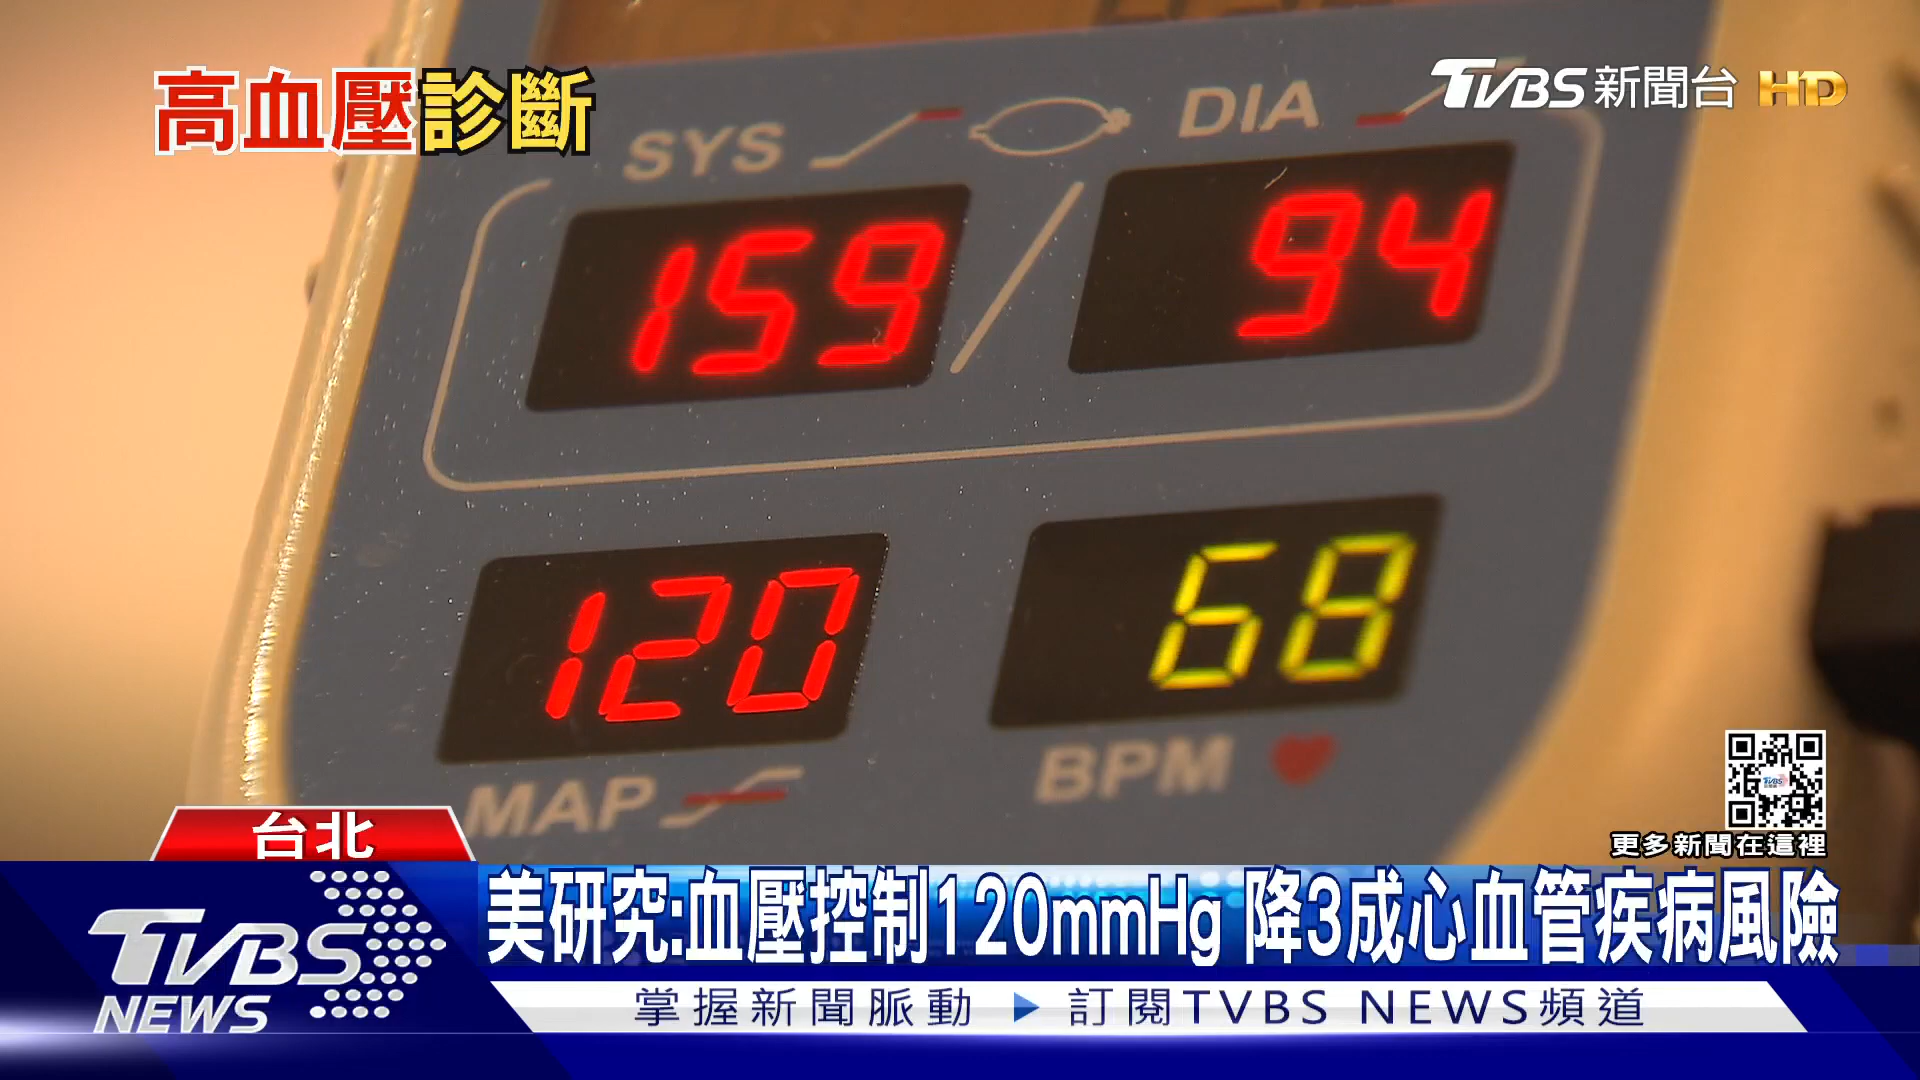 高血壓診斷
TVBS新聞台 HD
SYS
DIA
159 / 94
120
68
MAP
BPM
更多新聞在這裡
台北
美研究:血壓控制120mmHg 降3成心血管疾病風險
TVBS NEWS
掌握新聞脈動 ▶ 訂閱TVBS NEWS頻道